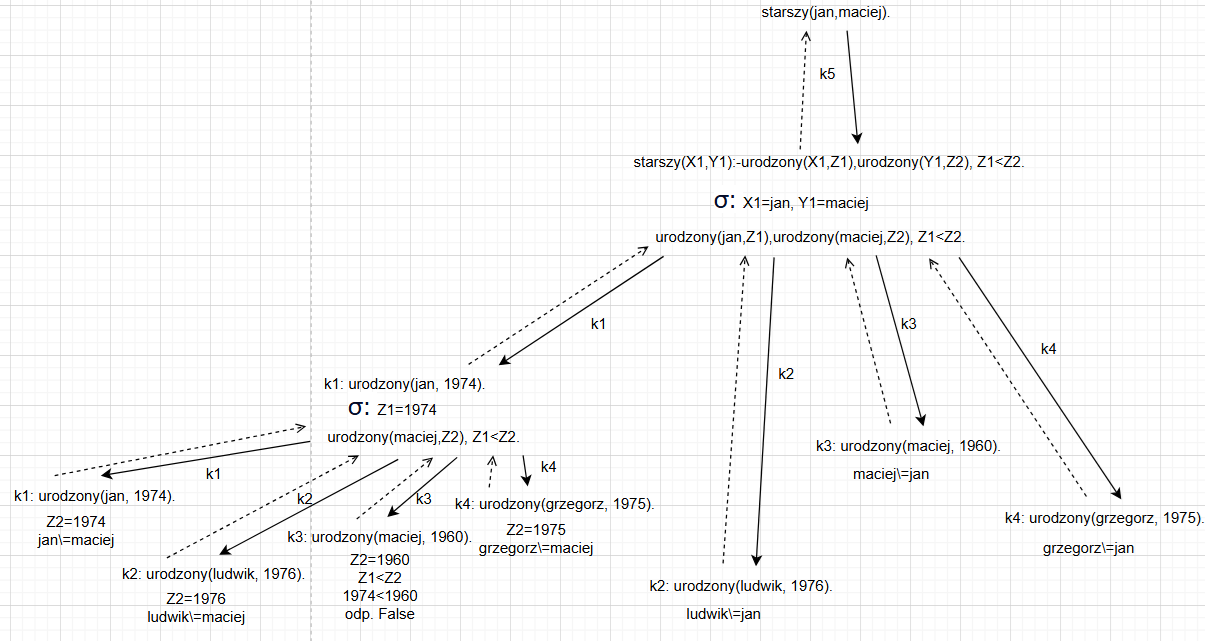 starszy(jan,maciej).
k5
starszy(X1,Y1):-urodzony(X1,Z1),urodzony(Y1,Z2), Z1<Z2.
σ: X1=jan, Y1=maciej
urodzony(jan,Z1),urodzony(maciej,Z2), Z1<Z2.
k1
k2
k3
k4
k1: urodzony(jan, 1974).
σ: Z1=1974
urodzony(maciej,Z2), Z1<Z2.
k1
k2
k3
k4
k1: urodzony(jan, 1974).
Z2=1974
jan\=maciej
k2: urodzony(ludwik, 1976).
Z2=1976
ludwik\=maciej
k3: urodzony(maciej, 1960).
Z2=1960
Z1<Z2
1974<1960
odp. False
k4: urodzony(grzegorz, 1975).
Z2=1975
grzegorz\=maciej
k2: urodzony(ludwik, 1976).
ludwik\=jan
k3: urodzony(maciej, 1960).
maciej\=jan
k4: urodzony(grzegorz, 1975).
grzegorz\=jan